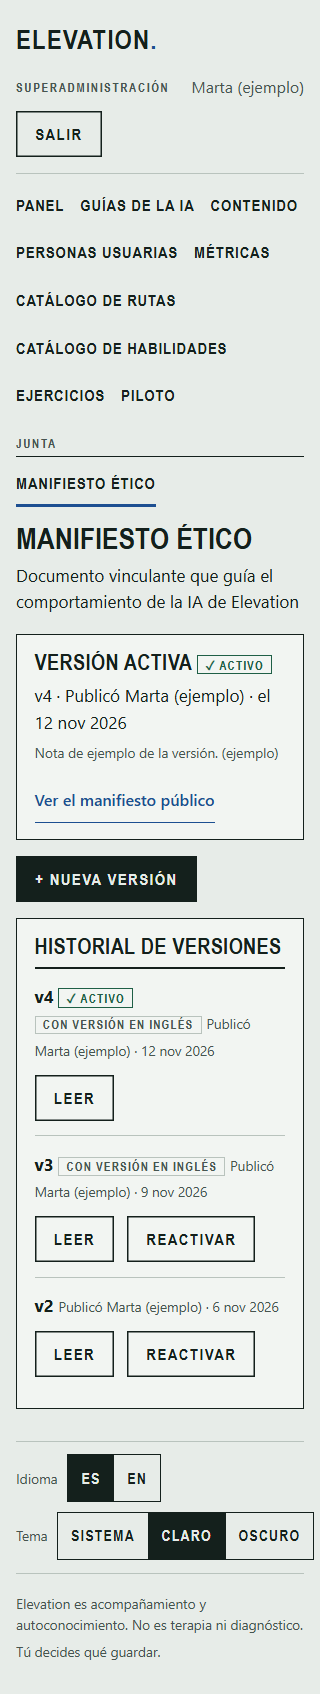 ELEVATION.
SUPERADMINISTRACIÓN Marta (ejemplo)
SALIR
PANEL GUÍAS DE LA IA CONTENIDO
PERSONAS USUARIAS MÉTRICAS
CATÁLOGO DE RUTAS
CATÁLOGO DE HABILIDADES
EJERCICIOS PILOTO
JUNTA
MANIFIESTO ÉTICO
MANIFIESTO ÉTICO
Documento vinculante que guía el
comportamiento de la IA de Elevation
VERSIÓN ACTIVA ✓ ACTIVO
v4 · Publicó Marta (ejemplo) · el
12 nov 2026
Nota de ejemplo de la versión. (ejemplo)
Ver el manifiesto público
+ NUEVA VERSIÓN
HISTORIAL DE VERSIONES
v4 ✓ ACTIVO
CON VERSIÓN EN INGLÉS Publicó
Marta (ejemplo) · 12 nov 2026
LEER
v3 CON VERSIÓN EN INGLÉS Publicó
Marta (ejemplo) · 9 nov 2026
LEER REACTIVAR
v2 Publicó Marta (ejemplo) · 6 nov 2026
LEER REACTIVAR
Idioma ES EN
Tema SISTEMA CLARO OSCURO
Elevation es acompañamiento y
autoconocimiento. No es terapia ni diagnóstico.
Tú decides qué guardar.